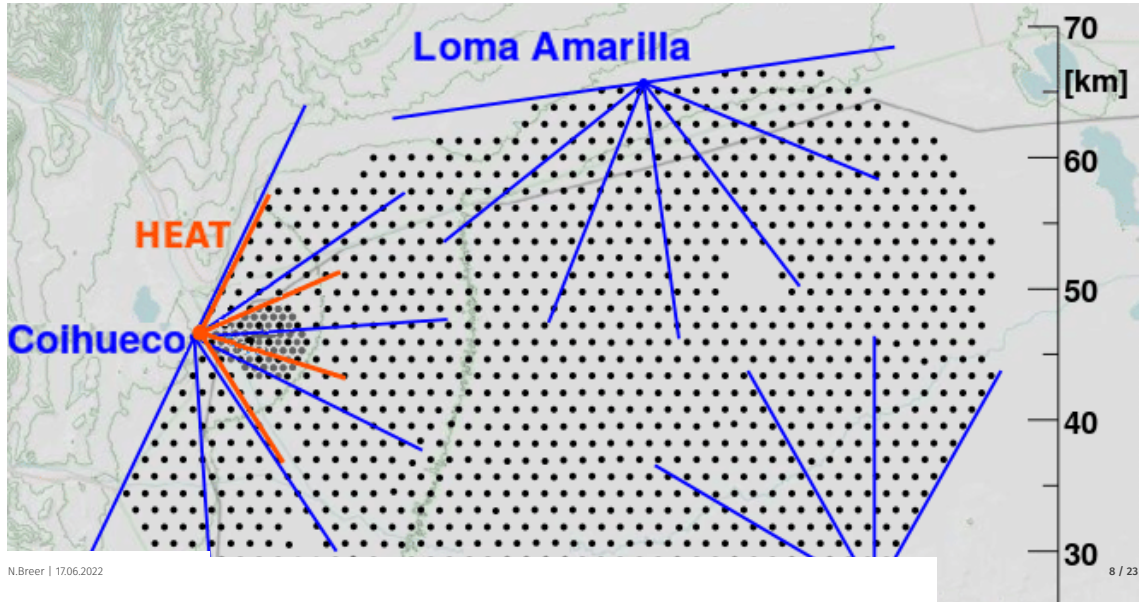 Loma Amarilla
70
[km]
60
HEAT
50
Coihueco
40
30
N.Breer | 17.06.2022
8 / 23